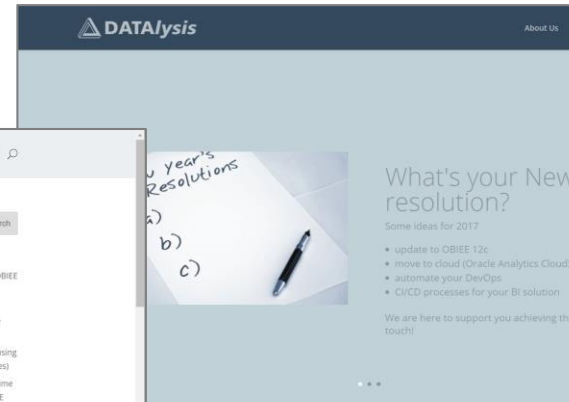 DATAlysis
About Us
year's
Resolutions
a)
b)
c)
What's your New
resolution?
Some ideas for 2017
• update to OBIEE 12c
• move to cloud (Oracle Analytics Cloud)
• automate your DevOps
• CI/CD processes for your BI solution
We are here to support you achieving
touch!